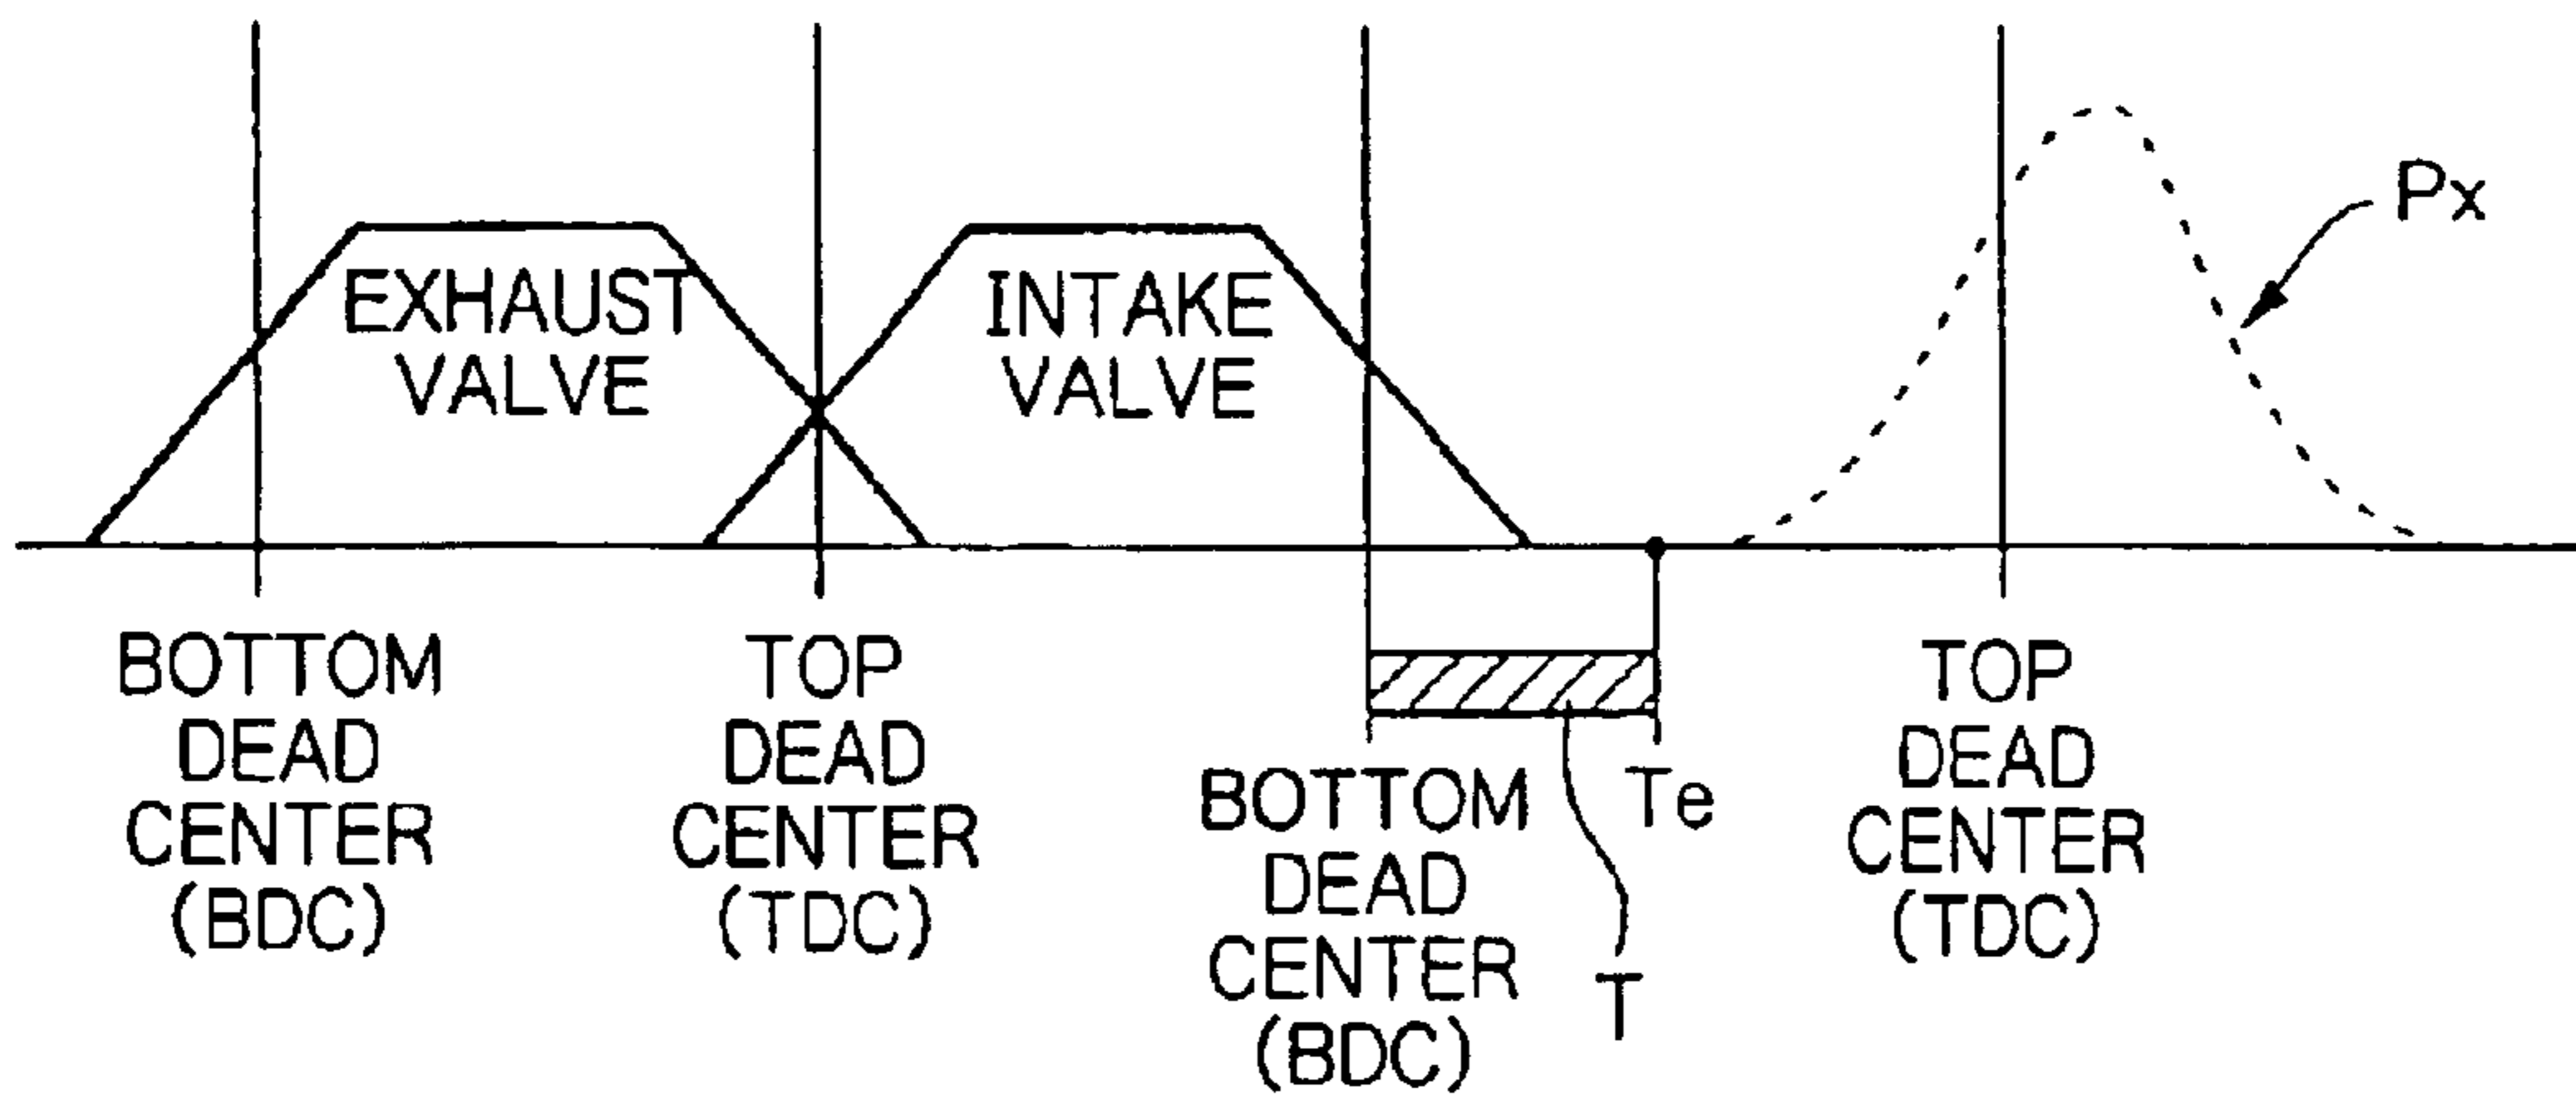 Px
EXHAUST
VALVE
INTAKE
VALVE
BOTTOM
DEAD
CENTER
(BDC)
TOP
DEAD
CENTER
(TDC)
BOTTOM
DEAD
CENTER
(BDC)
Te
T
TOP
DEAD
CENTER
(TDC)